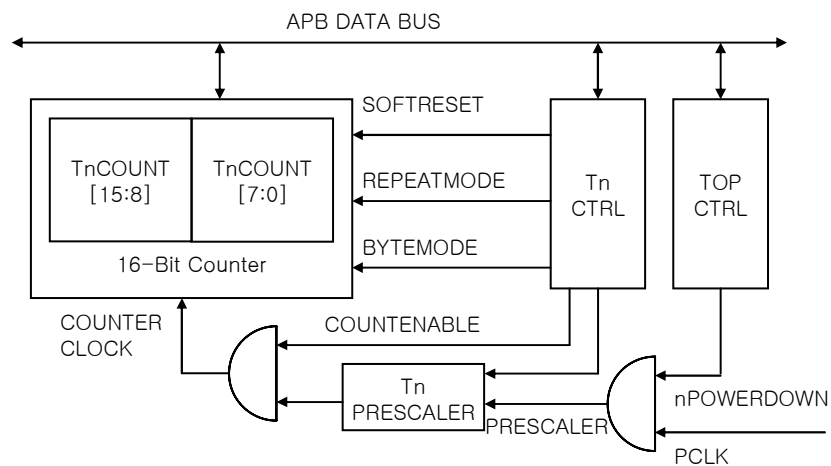 APB DATA BUS
SOFTRESET
TnCOUNT
[15:8]
TnCOUNT
[7:0]
REPEATMODE
Tn
CTRL
TOP
CTRL
BYTEMODE
16-Bit Counter
COUNTER
CLOCK
COUNTENABLE
Tn
PRESCALER
PRESCALER
nPOWERDOWN
PCLK